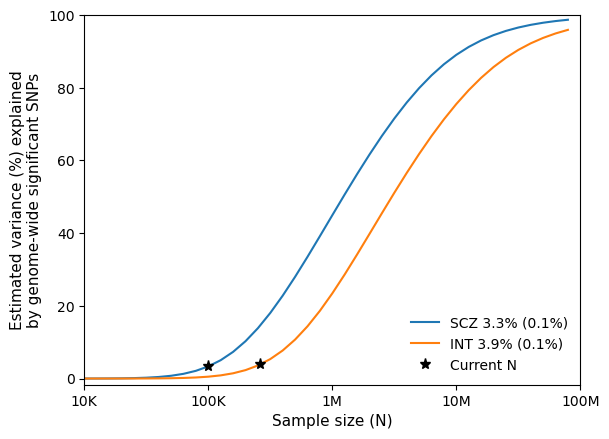 100
80
60
40
20
0
Estimated variance (%) explained
by genome-wide significant SNPs
SCZ 3.3% (0.1%)
INT 3.9% (0.1%)
Current N
10K 100K 1M 10M 100M
Sample size (N)